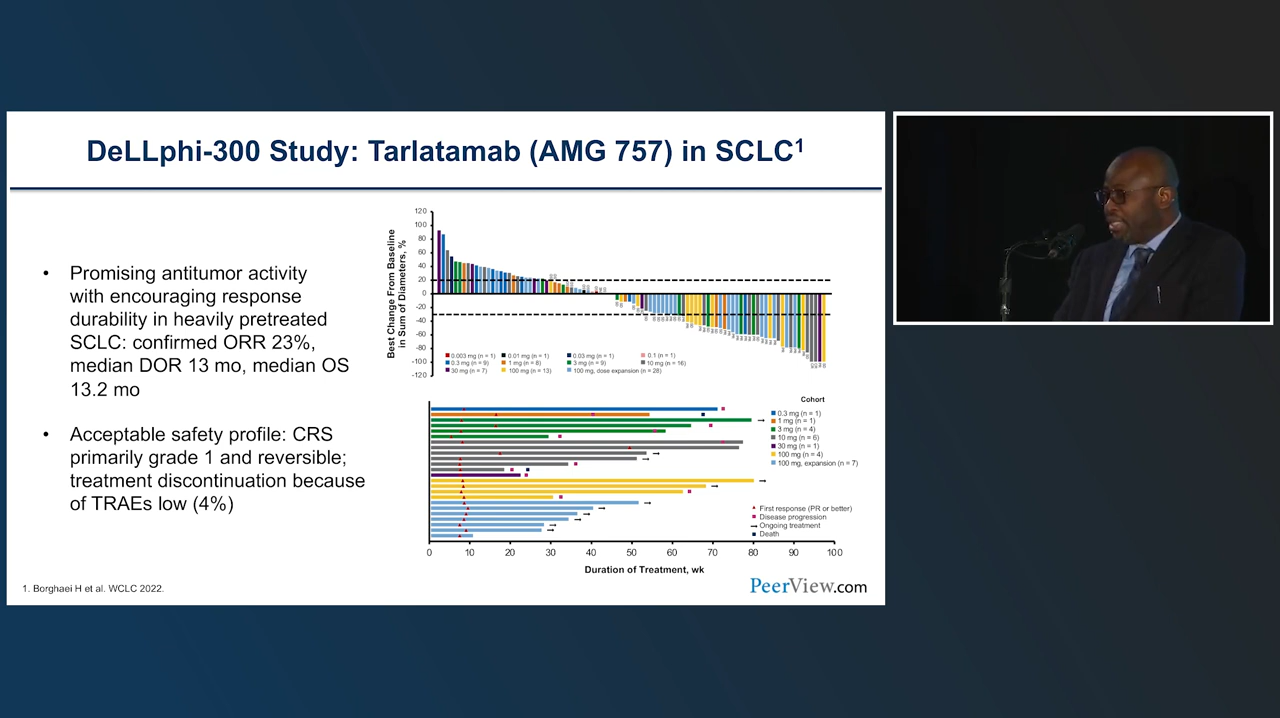 DeLLphi-300 Study: Tarlatamab (AMG 757) in SCLC1
• Promising antitumor activity
with encouraging response
durability in heavily pretreated
SCLC: confirmed ORR 23%,
median DOR 13 mo, median OS
13.2 mo
• Acceptable safety profile: CRS
primarily grade 1 and reversible;
treatment discontinuation because
of TRAEs low (4%)
Best Change From Baseline
in Sum of Diameters, %
120
100
80
60
40
20
0
-20
-40
-60
-80
-100
-120
0.003 mg (n = 1) 0.01 mg (n = 1) 0.03 mg (n = 1) 0.1 (n = 1)
0.3 mg (n = 9) 1 mg (n = 8) 3 mg (n = 9) 10 mg (n = 16)
30 mg (n = 7) 100 mg (n = 13) 100 mg, dose expansion (n = 28)
Cohort
0.3 mg (n = 1)
1 mg (n = 1)
3 mg (n = 4)
10 mg (n = 6)
30 mg (n = 1)
100 mg (n = 4)
100 mg, expansion (n = 7)
First response (PR or better)
Disease progression
Ongoing treatment
Death
0 10 20 30 40 50 60 70 80 90 100
Duration of Treatment, wk
1. Borghaei H et al. WCLC 2022.
PeerView.com